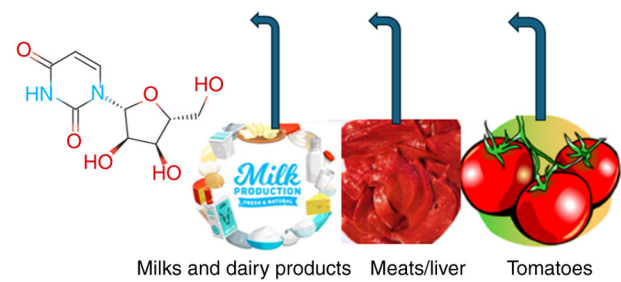 O
HN
N
O
O
HO
HO
HO
Milk
PRODUCTION
FRESH & NATURAL
Milks and dairy products
Meats/liver
Tomatoes